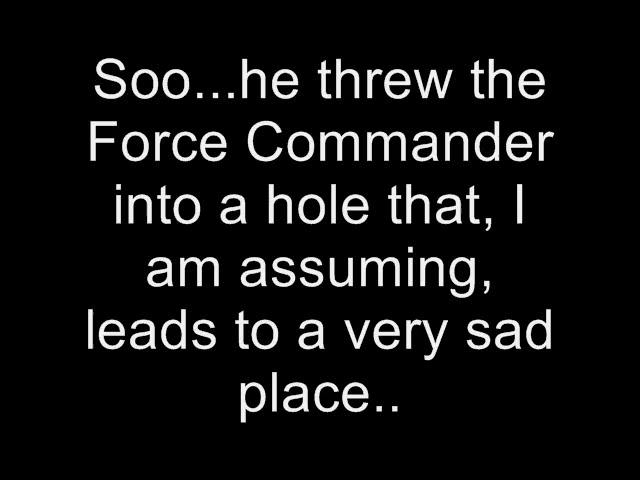 Soo...he threw the
Force Commander
into a hole that, I
am assuming,
leads to a very sad
place..